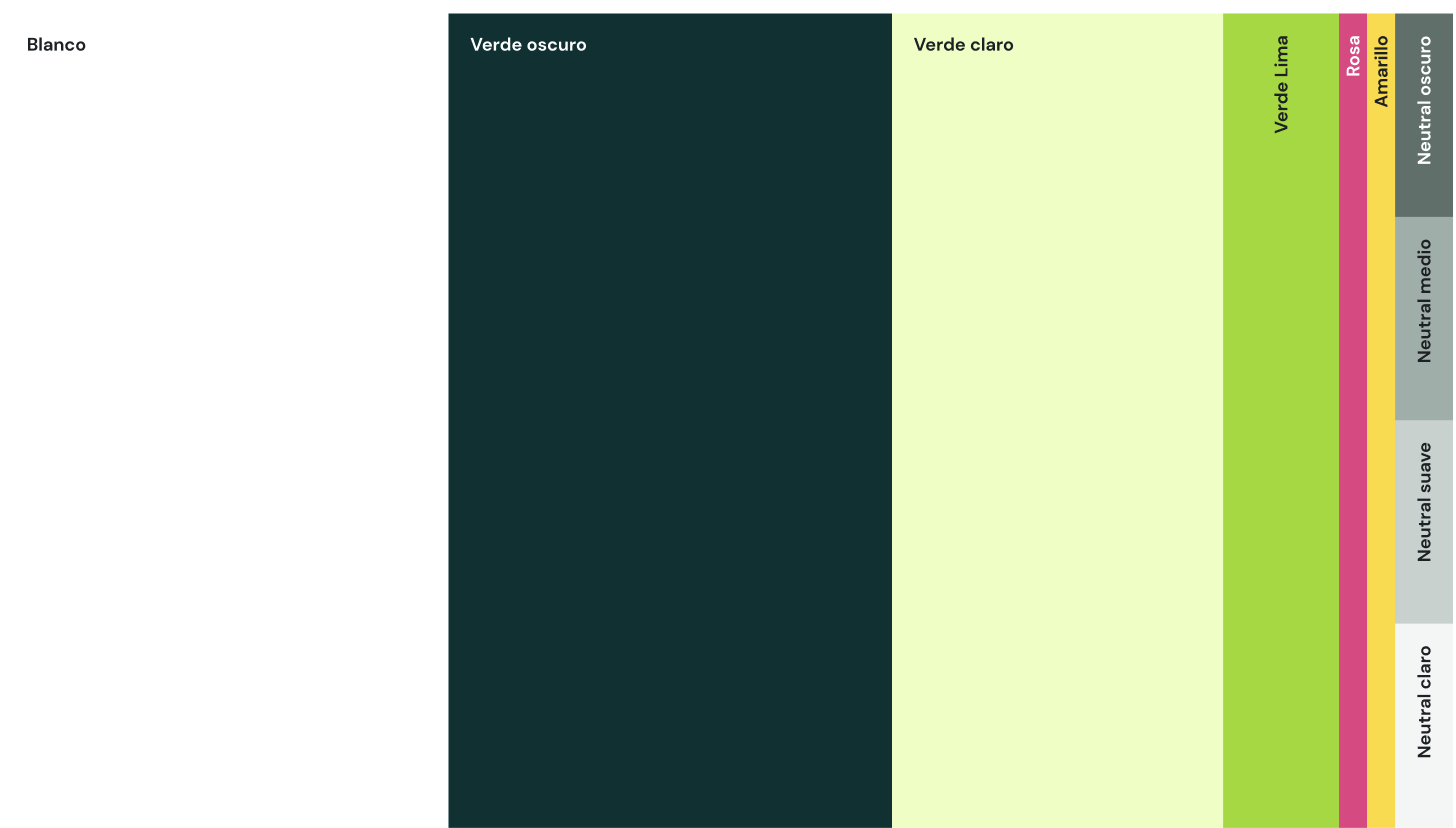 Blanco
Verde oscuro
Verde claro
Verde Lima
Rosa
Amarillo
Neutral oscuro
Neutral medio
Neutral suave
Neutral claro